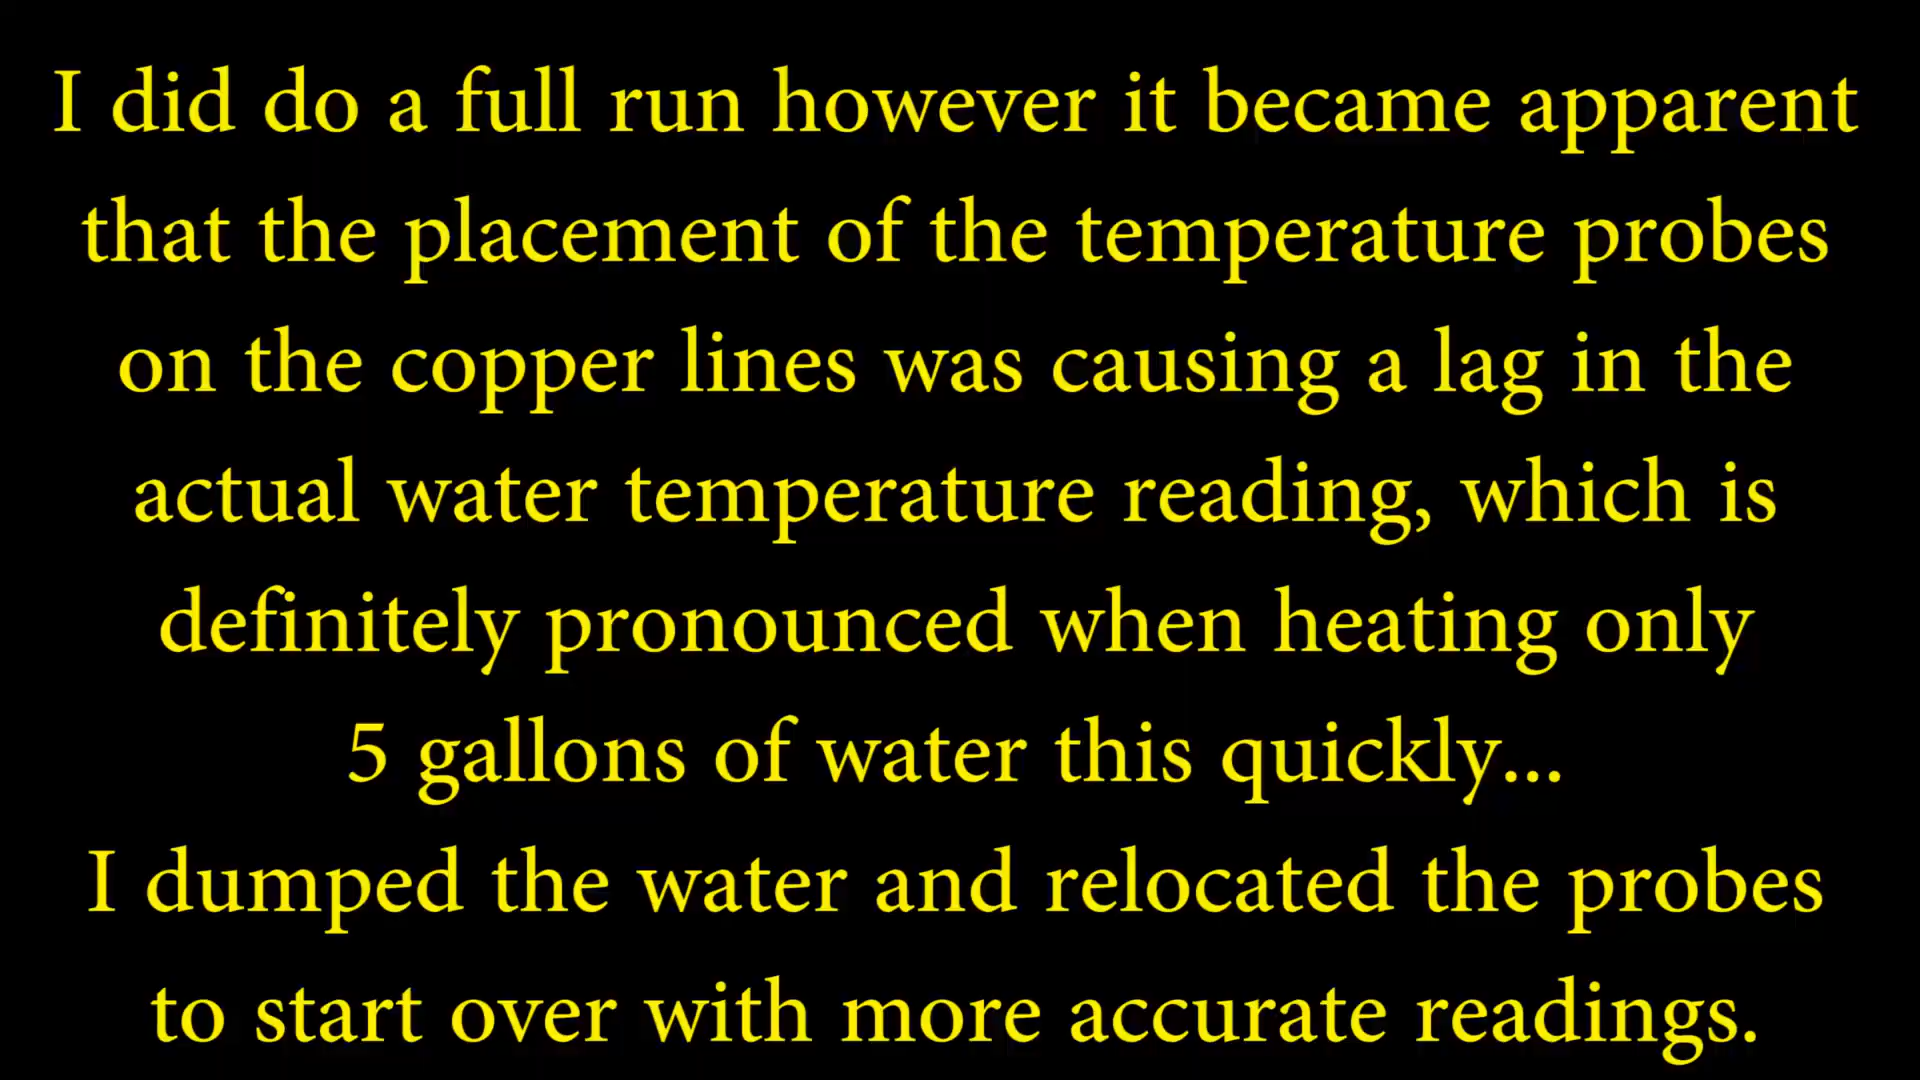 I did do a full run however it became apparent
that the placement of the temperature probes
on the copper lines was causing a lag in the
actual water temperature reading, which is
definitely pronounced when heating only
5 gallons of water this quickly...
I dumped the water and relocated the probes
to start over with more accurate readings.